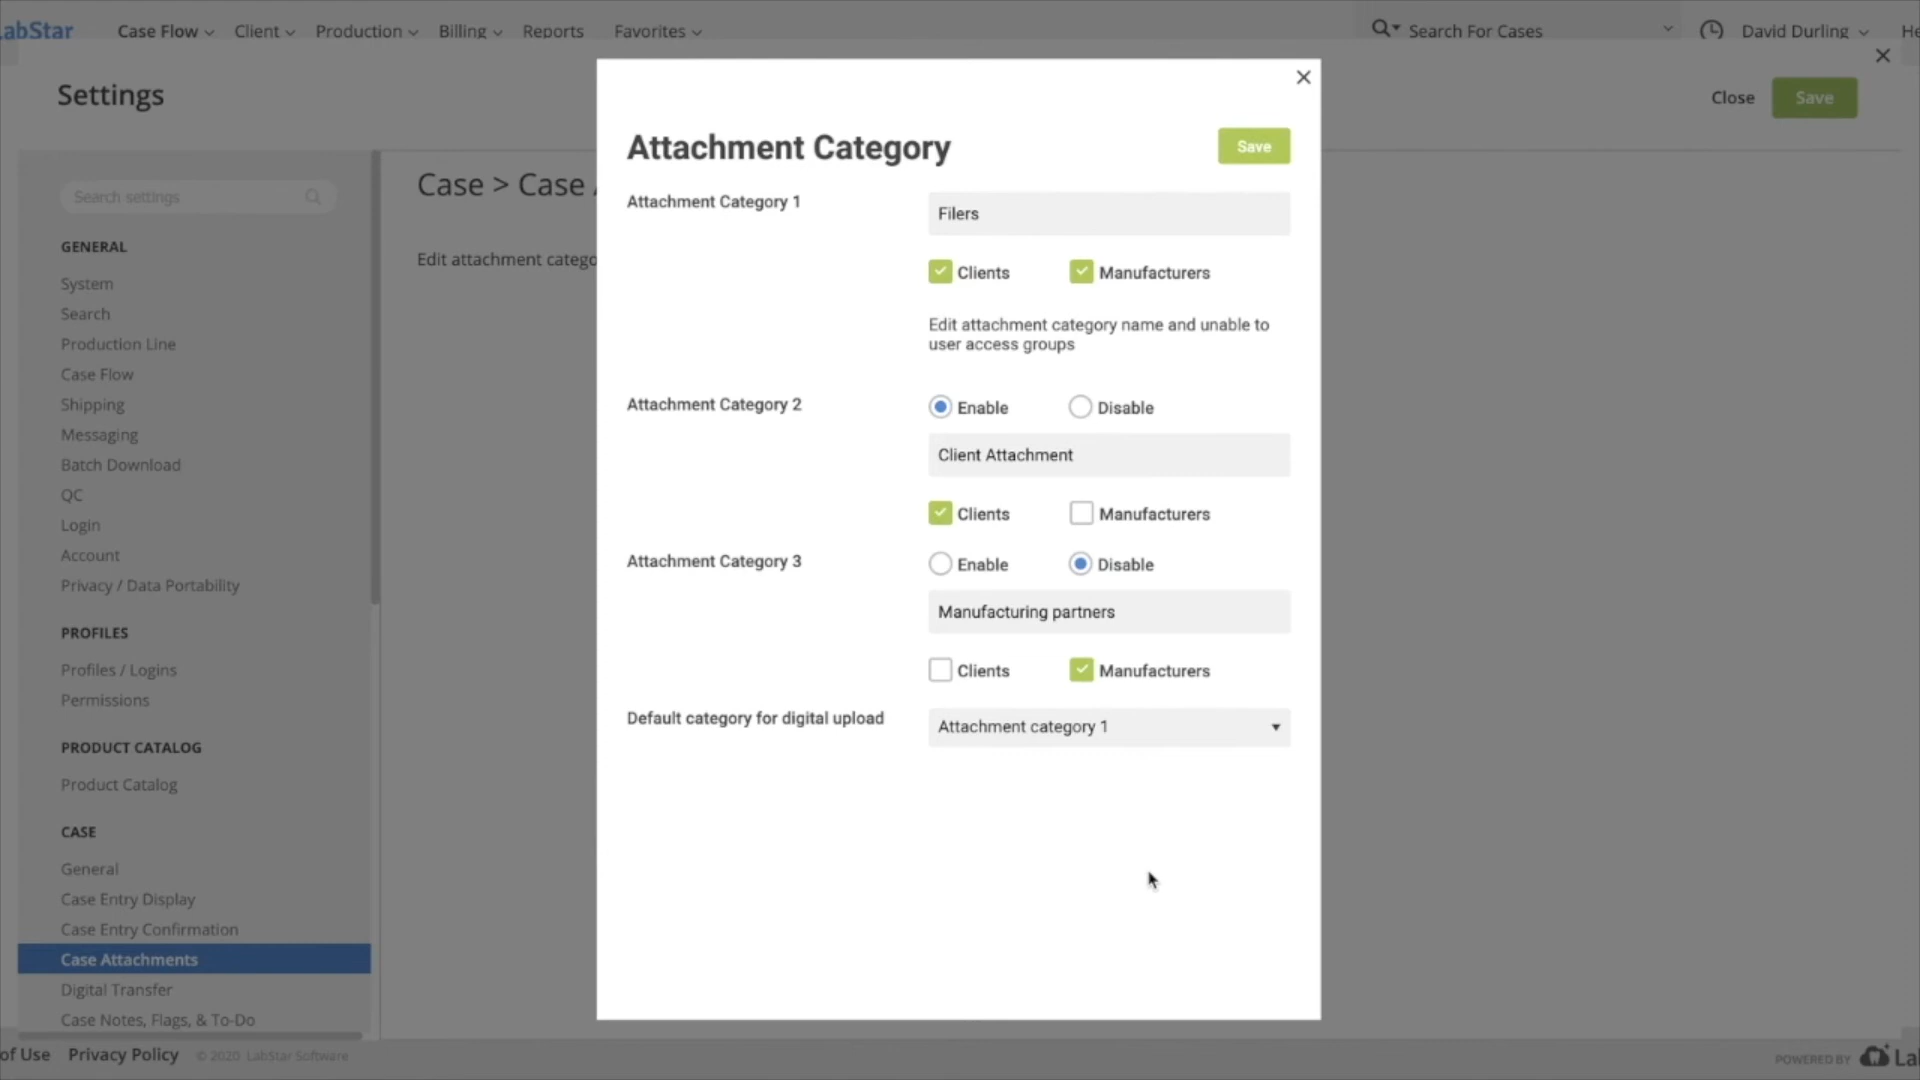 LabStar
Case Flow
Client
Production
Billing
Reports
Favorites
Search For Cases
David Durling
Settings
Close
Save
Search settings
GENERAL
System
Search
Production Line
Case Flow
Shipping
Messaging
Batch Download
QC
Login
Account
Privacy / Data Portability
PROFILES
Profiles / Logins
Permissions
PRODUCT CATALOG
Product Catalog
CASE
General
Case Entry Display
Case Entry Confirmation
Case Attachments
Digital Transfer
Case Notes, Flags, & To-Do
Case > Case
Edit attachment catego
Attachment Category
Save
Attachment Category 1
Filers
Clients
Manufacturers
Edit attachment category name and unable to
user access groups
Attachment Category 2
Enable
Disable
Client Attachment
Clients
Manufacturers
Attachment Category 3
Enable
Disable
Manufacturing partners
Clients
Manufacturers
Default category for digital upload
Attachment category 1
of Use
Privacy Policy
© 2020 LabStar Software
POWERED BY